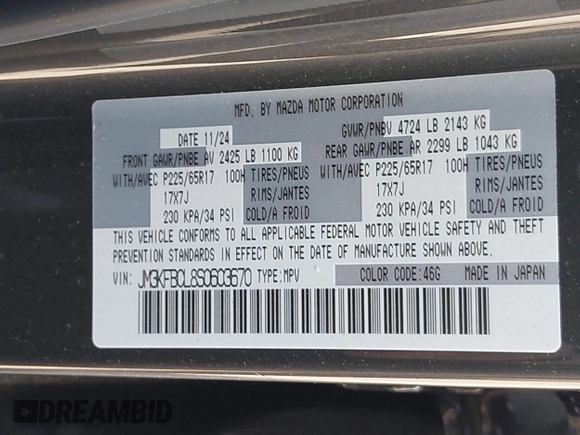 MFD. BY MAZDA MOTOR CORPORATION
DATE 11/24 GVWR/PNBV 4724 LB 2143 KG
FRONT GAWR/PNBE AV 2425 LB 1100 KG REAR GAWR/PNBE AR 2299 LB 1043 KG
WITH/AVEC P225/65R17 100H TIRES/PNEUS WITH/AVEC P225/65R17 100H TIRES/PNEUS
17X7J RIMS/JANTES 17X7J RIMS/JANTES
230 KPA/34 PSI COLD/A FROID 230 KPA/34 PSI COLD/A FROID
THIS VEHICLE CONFORMS TO ALL APPLICABLE FEDERAL MOTOR VEHICLE SAFETY AND THEFT
PREVENTION STANDARDS IN EFFECT ON THE DATE OF MANUFACTURE SHOWN ABOVE.
VIN: JM3KFBCL8S0603670 TYPE:MPV COLOR CODE:46G MADE IN JAPAN
DREAMBID